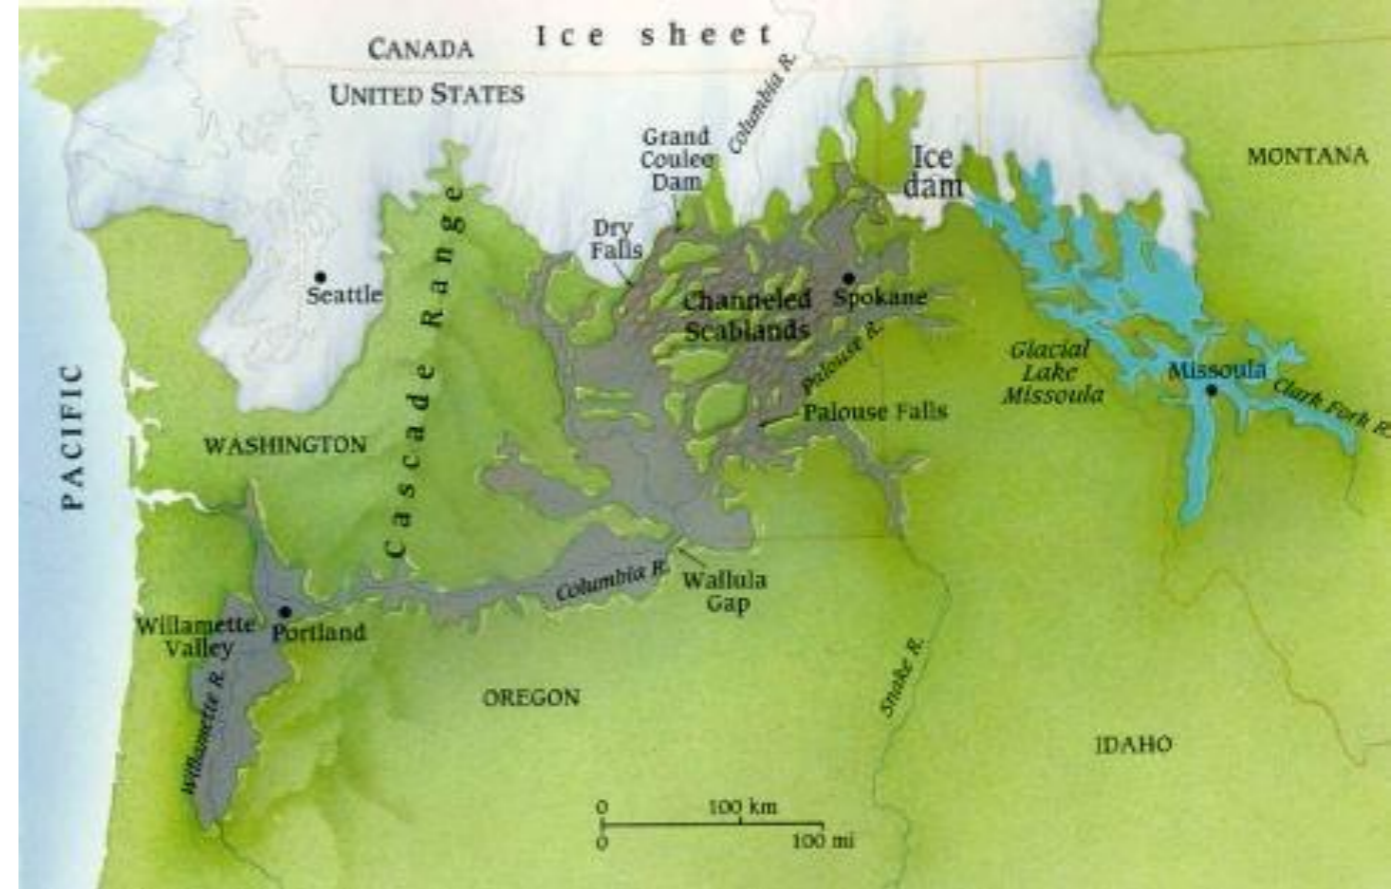 Ice sheet
CANADA
UNITED STATES
Columbia R.
Grand
Coulee
Dam
Ice
dam
MONTANA
Dry
Falls
Seattle
Cascade Range
Channeled
Scablands
Spokane
Palouse R.
Glacial
Lake
Missoula
Missoula
Clark Fork R.
PACIFIC
WASHINGTON
Palouse Falls
Columbia R.
Wallula
Gap
Willamette
Valley
Portland
Willamette R.
OREGON
Snake R.
IDAHO
0 100 km
0 100 mi